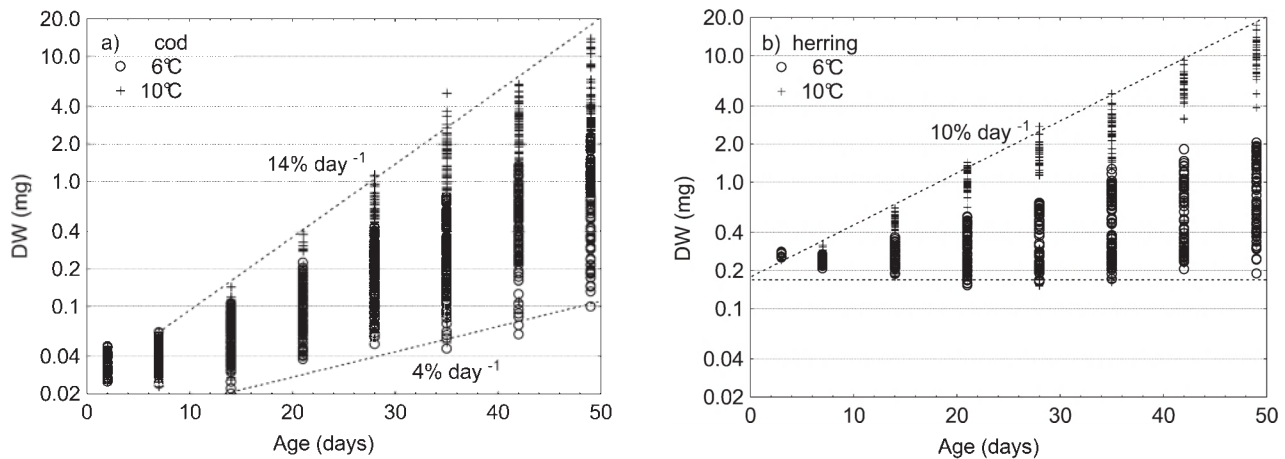 a) cod
6°C
10°C
20.0
10.0
4.0
2.0
1.0
0.4
0.2
0.1
0.04
0.02
DW (mg)
14% day -1
4% day -1
0 10 20 30 40 50
Age (days)
b) herring
6°C
10°C
20.0
10.0
4.0
2.0
1.0
0.4
0.2
0.1
0.04
0.02
DW (mg)
10% day -1
0 10 20 30 40 50
Age (days)